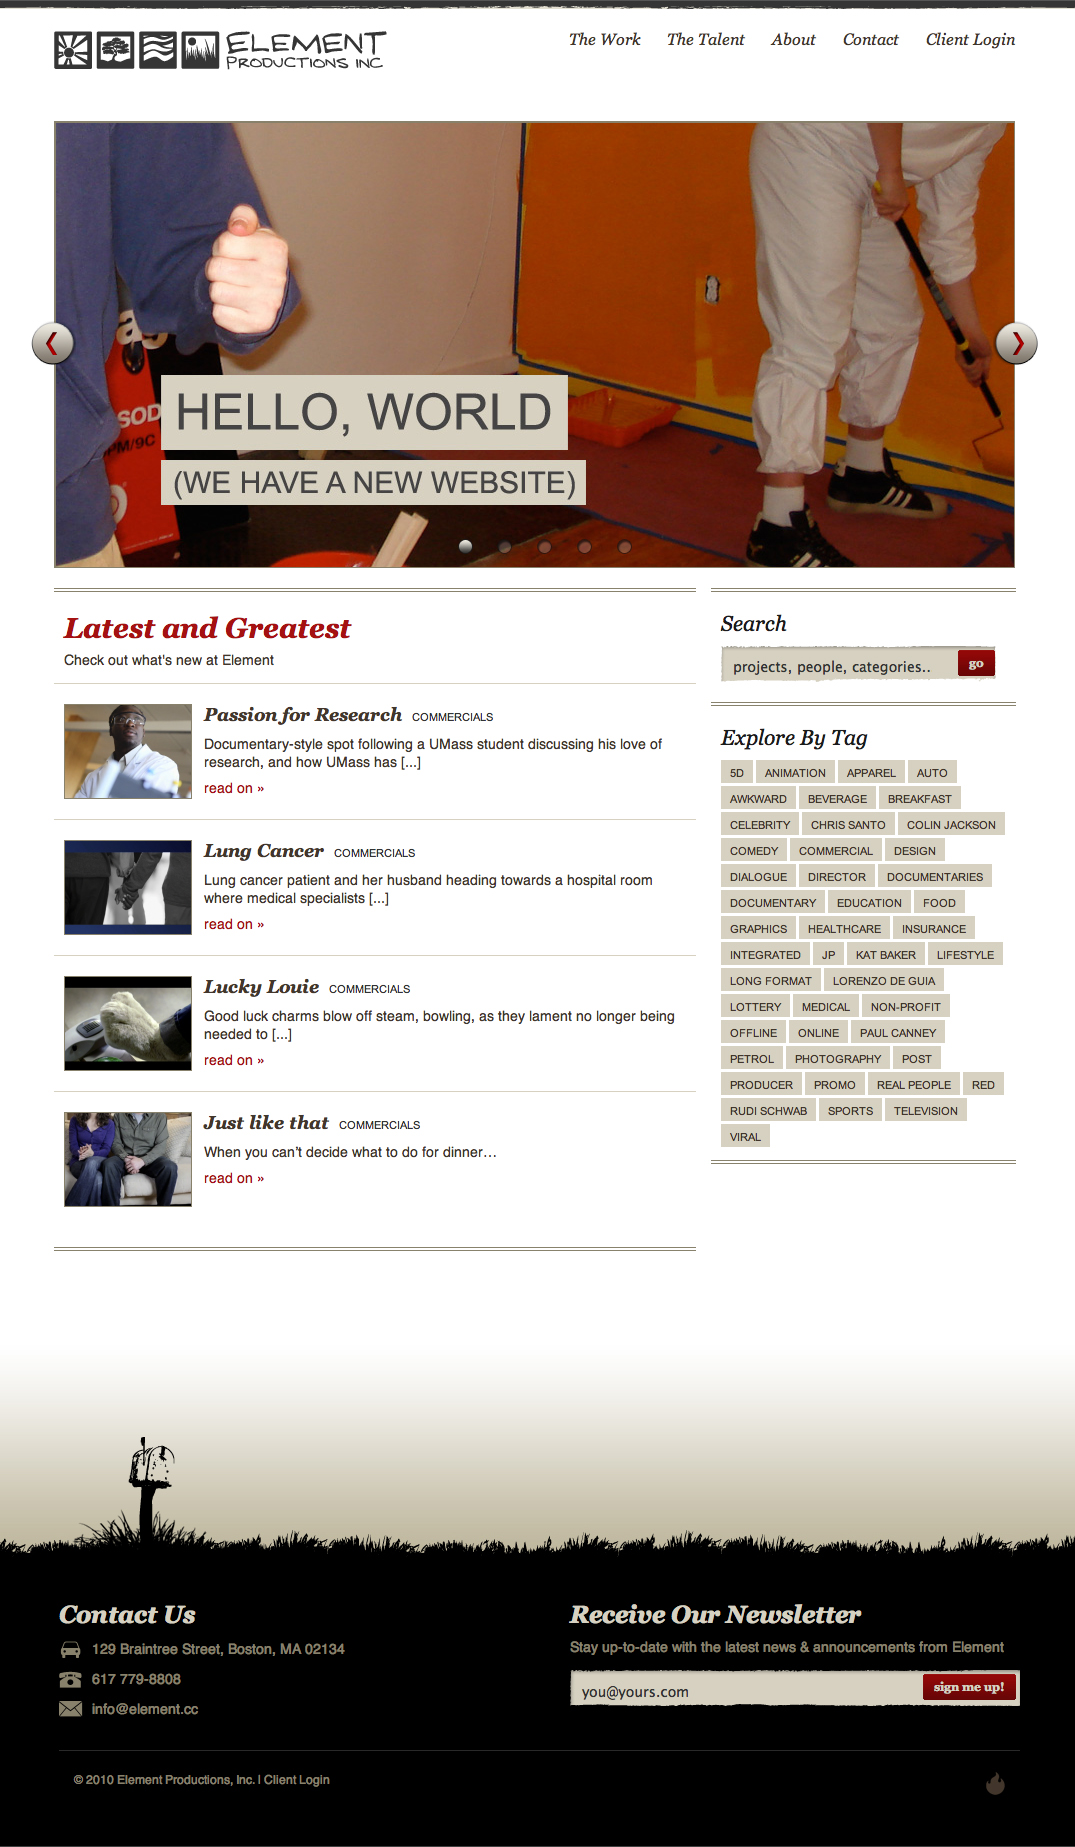 ELEMENT
PRODUCTIONS INC
The Work The Talent About Contact Client Login
SOD
PM/9C
HELLO, WORLD
(WE HAVE A NEW WEBSITE)
Latest and Greatest
Check out what's new at Element
Passion for Research COMMERCIALS
Documentary-style spot following a UMass student discussing his love of
research, and how UMass has [...]
read on »
Lung Cancer COMMERCIALS
Lung cancer patient and her husband heading towards a hospital room
where medical specialists [...]
read on »
Lucky Louie COMMERCIALS
Good luck charms blow off steam, bowling, as they lament no longer being
needed to [...]
read on »
Just like that COMMERCIALS
When you can't decide what to do for dinner…
read on »
Search
projects, people, categories.. go
Explore By Tag
5D ANIMATION APPAREL AUTO
AWKWARD BEVERAGE BREAKFAST
CELEBRITY CHRIS SANTO COLIN JACKSON
COMEDY COMMERCIAL DESIGN
DIALOGUE DIRECTOR DOCUMENTARIES
DOCUMENTARY EDUCATION FOOD
GRAPHICS HEALTHCARE INSURANCE
INTEGRATED JP KAT BAKER LIFESTYLE
LONG FORMAT LORENZO DE GUIA
LOTTERY MEDICAL NON-PROFIT
OFFLINE ONLINE PAUL CANNEY
PETROL PHOTOGRAPHY POST
PRODUCER PROMO REAL PEOPLE RED
RUDI SCHWAB SPORTS TELEVISION
VIRAL
Contact Us
129 Braintree Street, Boston, MA 02134
617 779-8808
info@element.cc
Receive Our Newsletter
Stay up-to-date with the latest news & announcements from Element
you@yours.com sign me up!
© 2010 Element Productions, Inc. | Client Login